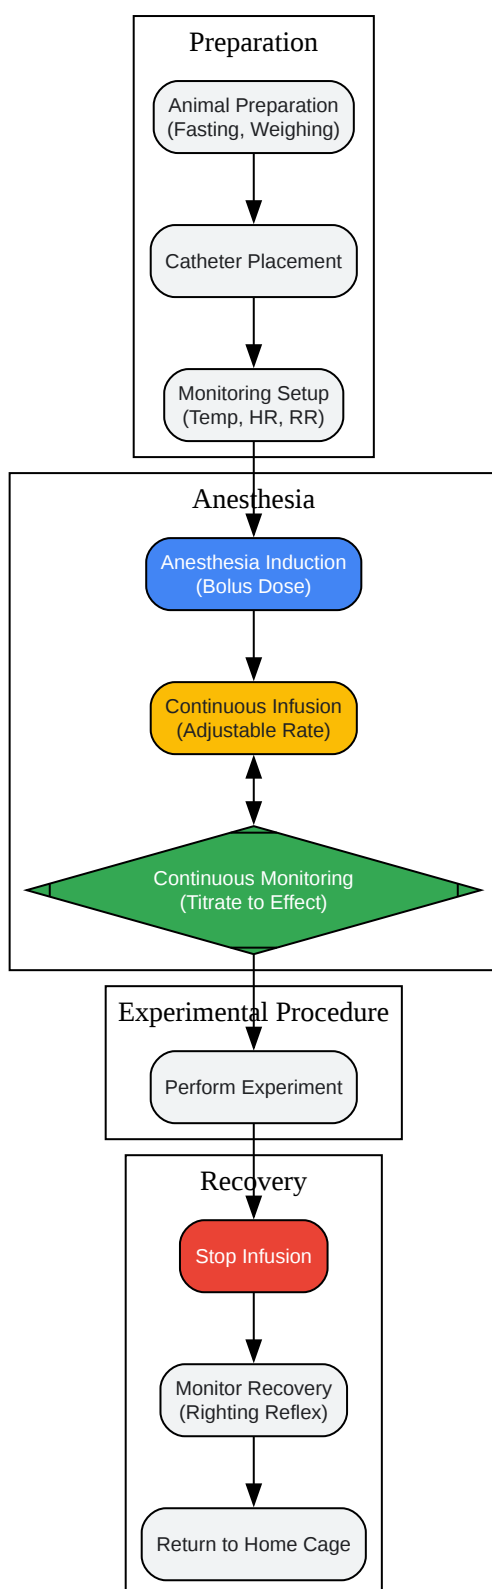 Preparation
Animal Preparation
(Fasting, Weighing)
Catheter Placement
Monitoring Setup
(Temp, HR, RR)
Anesthesia
Anesthesia Induction
(Bolus Dose)
Continuous Infusion
(Adjustable Rate)
Continuous Monitoring
(Titrate to Effect)
Experimental Procedure
Perform Experiment
Recovery
Stop Infusion
Monitor Recovery
(Righting Reflex)
Return to Home Cage